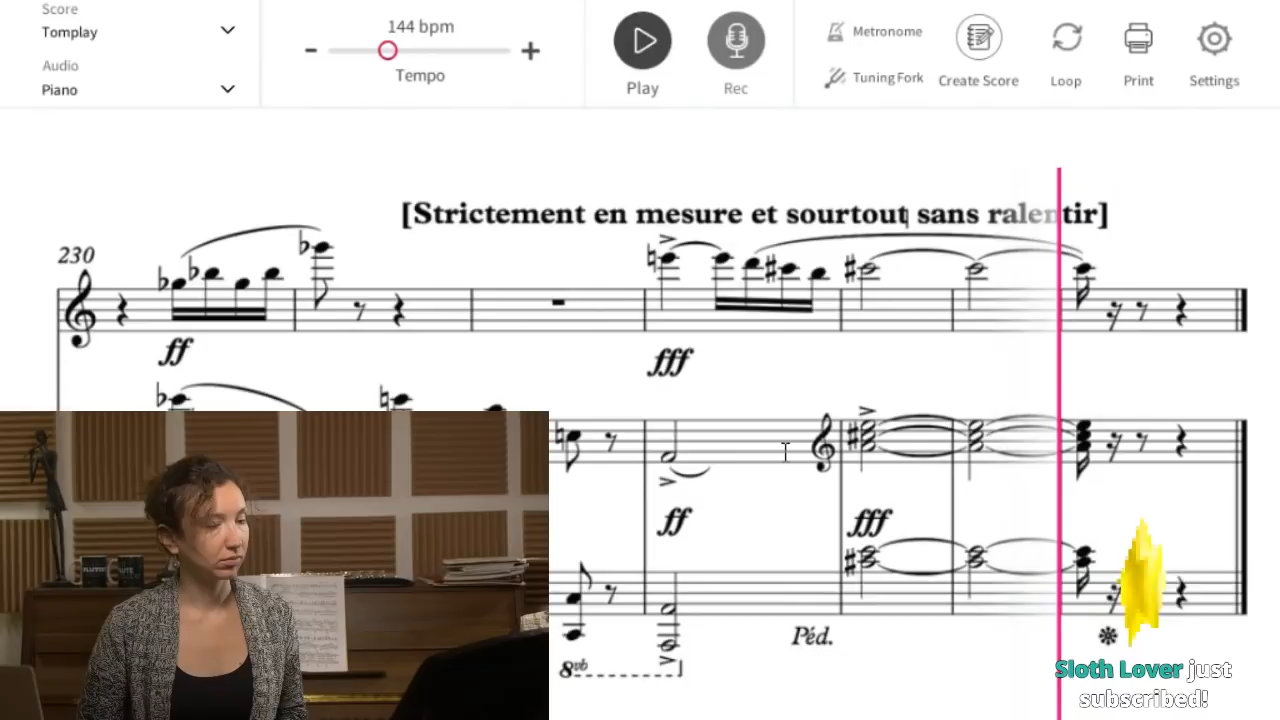 Score
Tomplay
Audio
Piano
144 bpm
Tempo
Play
Rec
Metronome
Tuning Fork
Create Score
Loop
Print
Settings
[Strictement en mesure et sourtout sans ralentir]
230
ff
fff
ff
fff
Péd.
8vb
Sloth Lover just
subscribed!